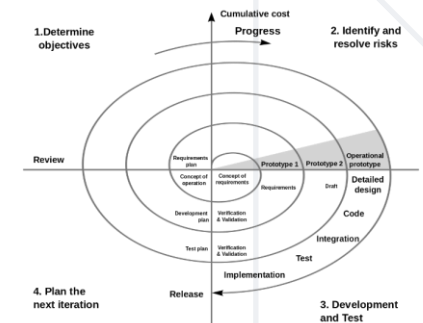 Cumulative cost
1.Determine
objectives
Progress
2. Identify and
resolve risks
Review
Requirements
plan
Prototype 1
Prototype 2
Operational
prototype
Concept of
operation
Concept of
requirements
Requirements
Draft
Detailed
design
Development
plan
Verification
& Validation
Code
Integration
Test plan
Verification
& Validation
Test
Implementation
Release
4. Plan the
next iteration
3. Development
and Test